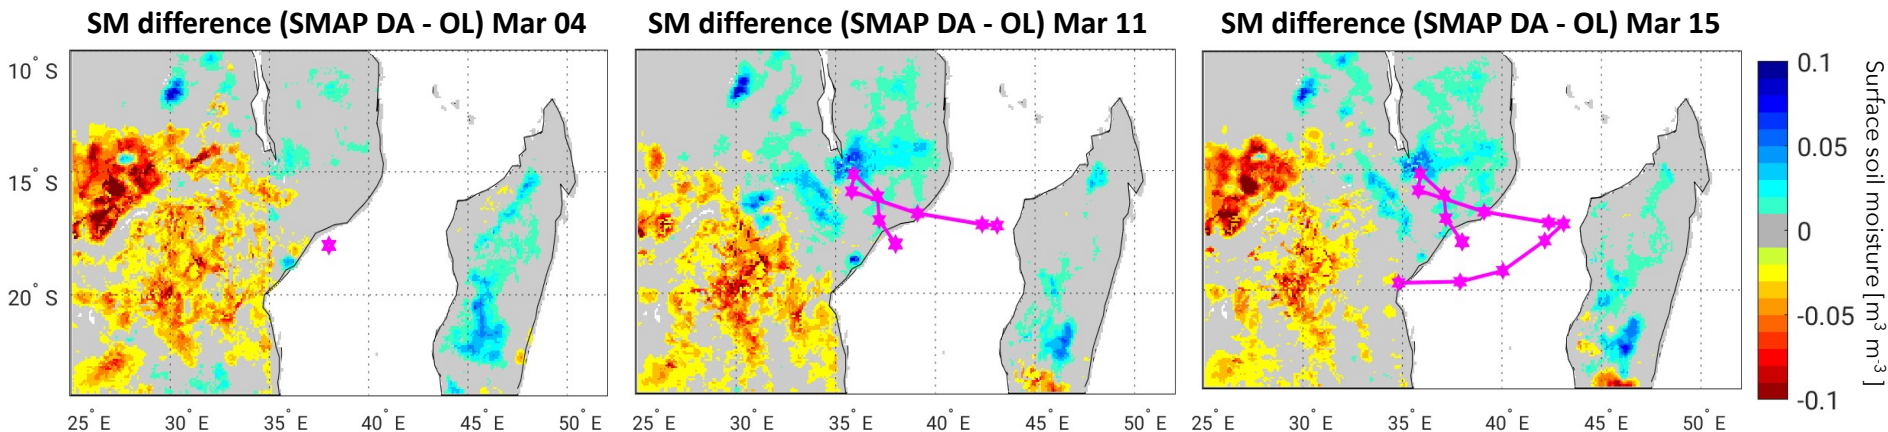 SM difference (SMAP DA - OL) Mar 04
SM difference (SMAP DA - OL) Mar 11
SM difference (SMAP DA - OL) Mar 15
10° S
15° S
20° S
25° E 30° E 35° E 40° E 45° E 50° E
25° E 30° E 35° E 40° E 45° E 50° E
25° E 30° E 35° E 40° E 45° E 50° E
0.1
0.05
0
-0.05
-0.1
Surface soil moisture [m³ m⁻³ ]